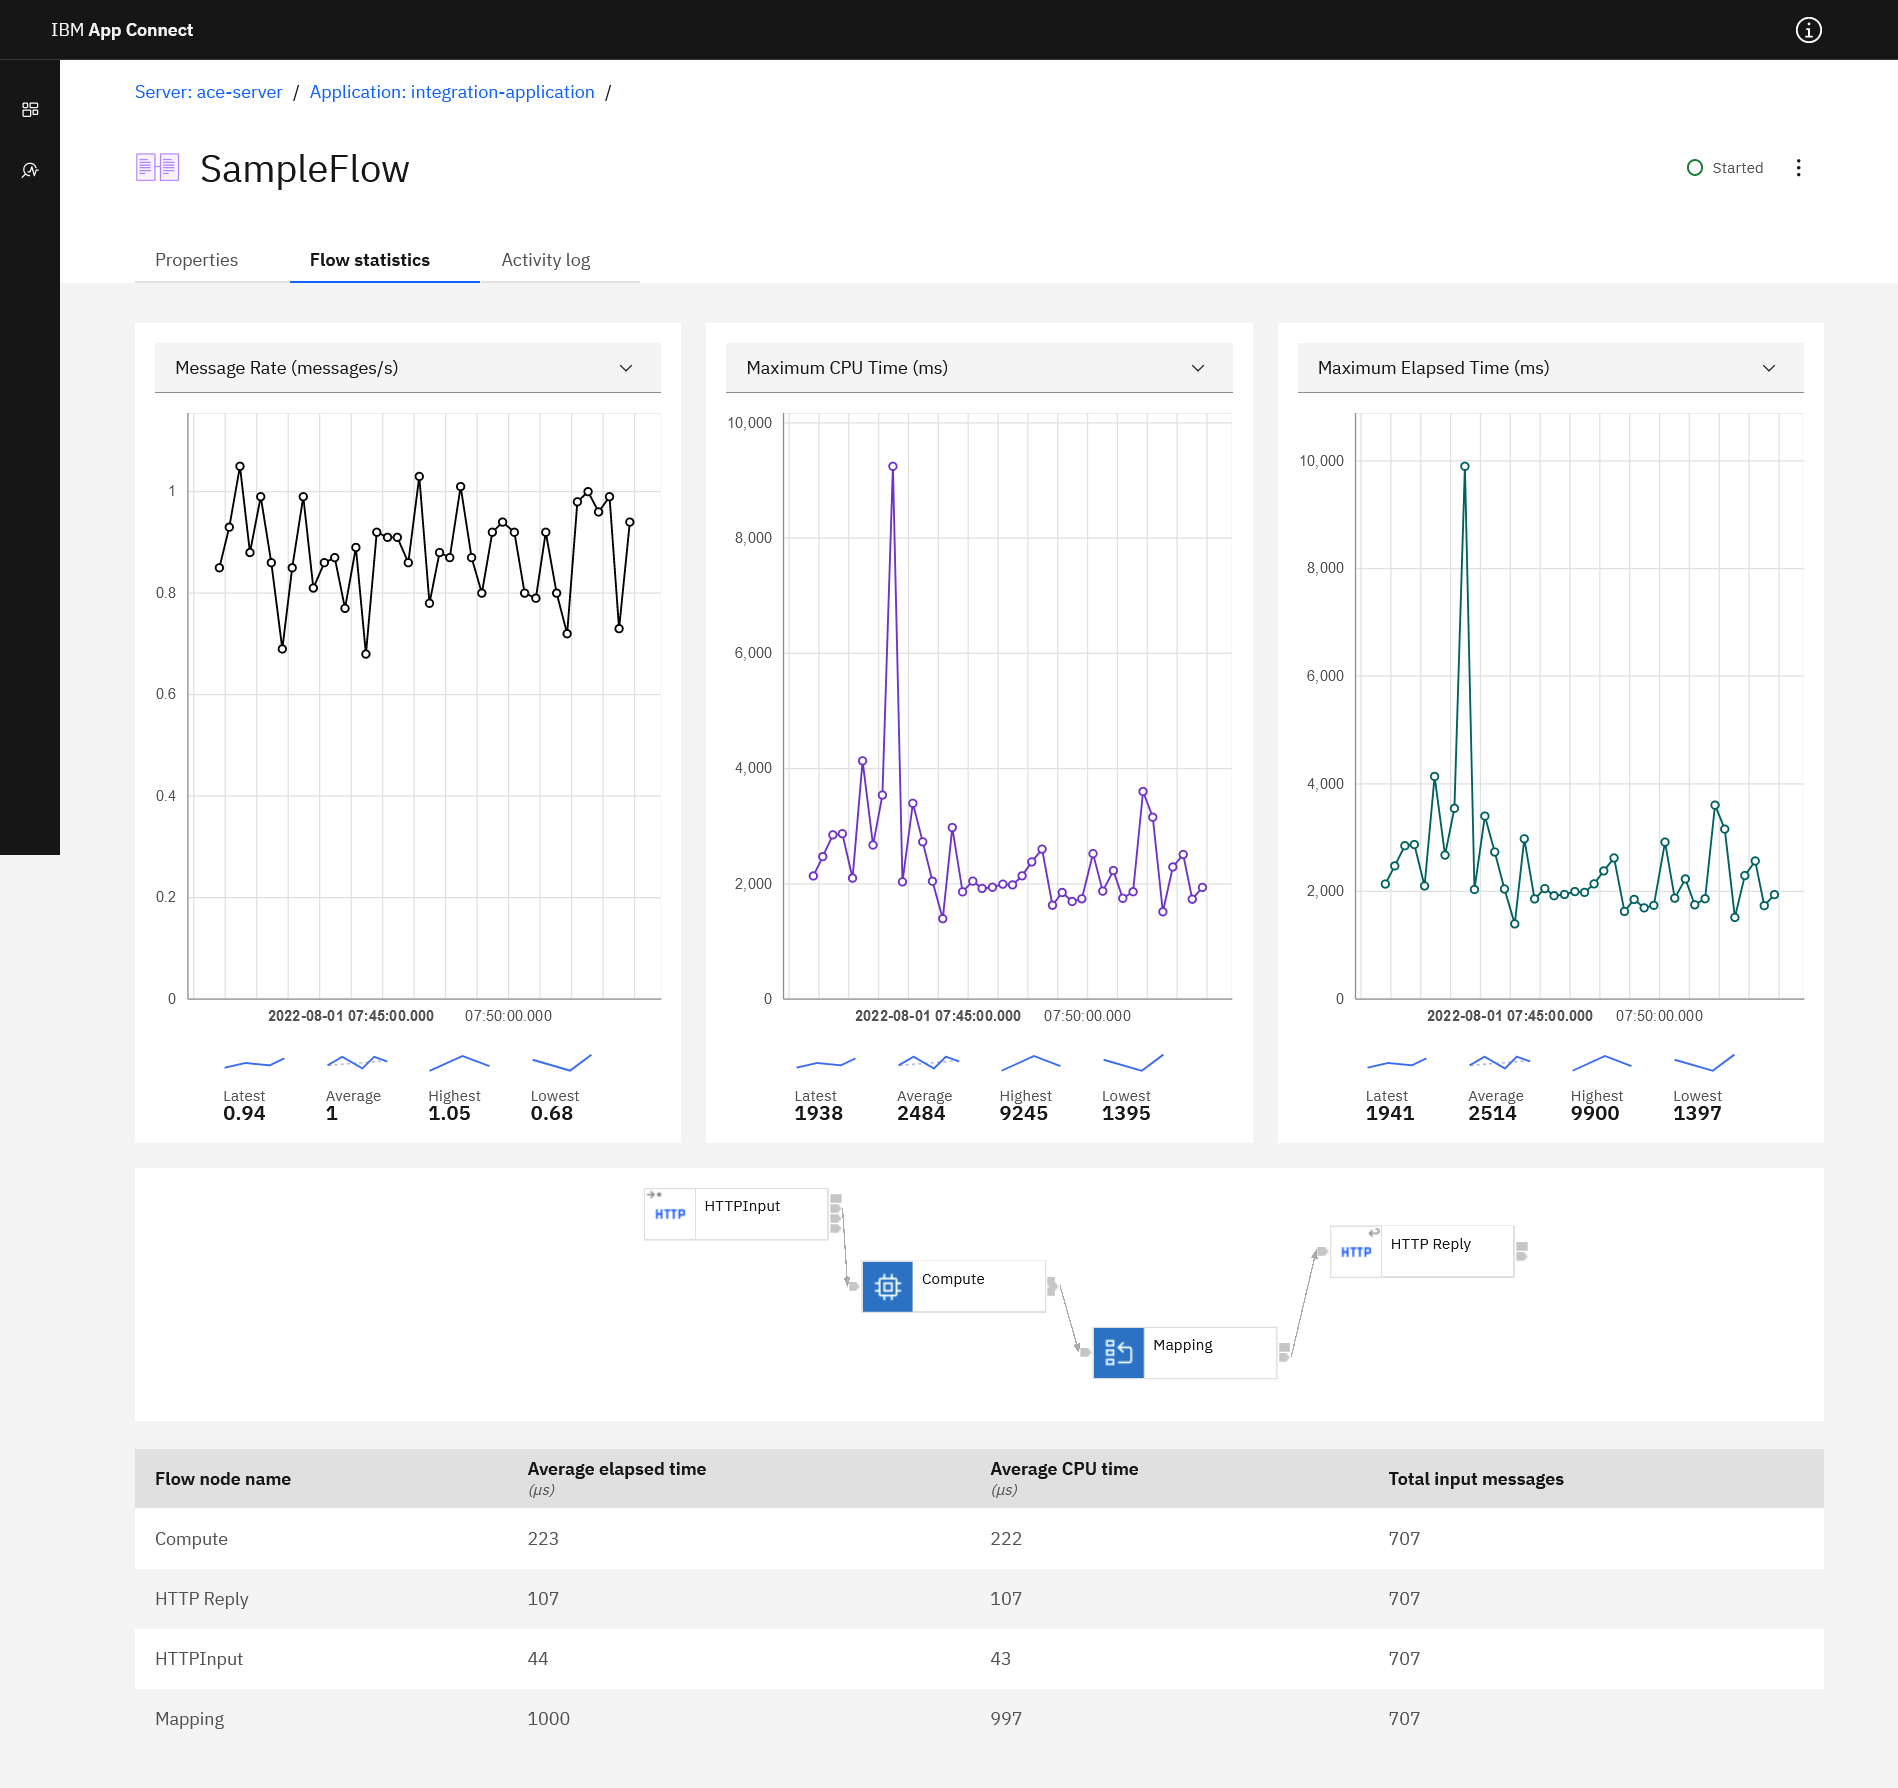 IBM App Connect
Server: ace-server / Application: integration-application /
SampleFlow
Started
Properties Flow statistics Activity log
Message Rate (messages/s)
1
0.8
0.6
0.4
0.2
0
2022-08-01 07:45:00.000 07:50:00.000
Latest Average Highest Lowest
0.94 1 1.05 0.68
Maximum CPU Time (ms)
10,000
8,000
6,000
4,000
2,000
0
2022-08-01 07:45:00.000 07:50:00.000
Latest Average Highest Lowest
1938 2484 9245 1395
Maximum Elapsed Time (ms)
10,000
8,000
6,000
4,000
2,000
0
2022-08-01 07:45:00.000 07:50:00.000
Latest Average Highest Lowest
1941 2514 9900 1397
HTTP HTTPInput
Compute
Mapping
HTTP HTTP Reply
Flow node name Average elapsed time (µs) Average CPU time (µs) Total input messages
Compute 223 222 707
HTTP Reply 107 107 707
HTTPInput 44 43 707
Mapping 1000 997 707